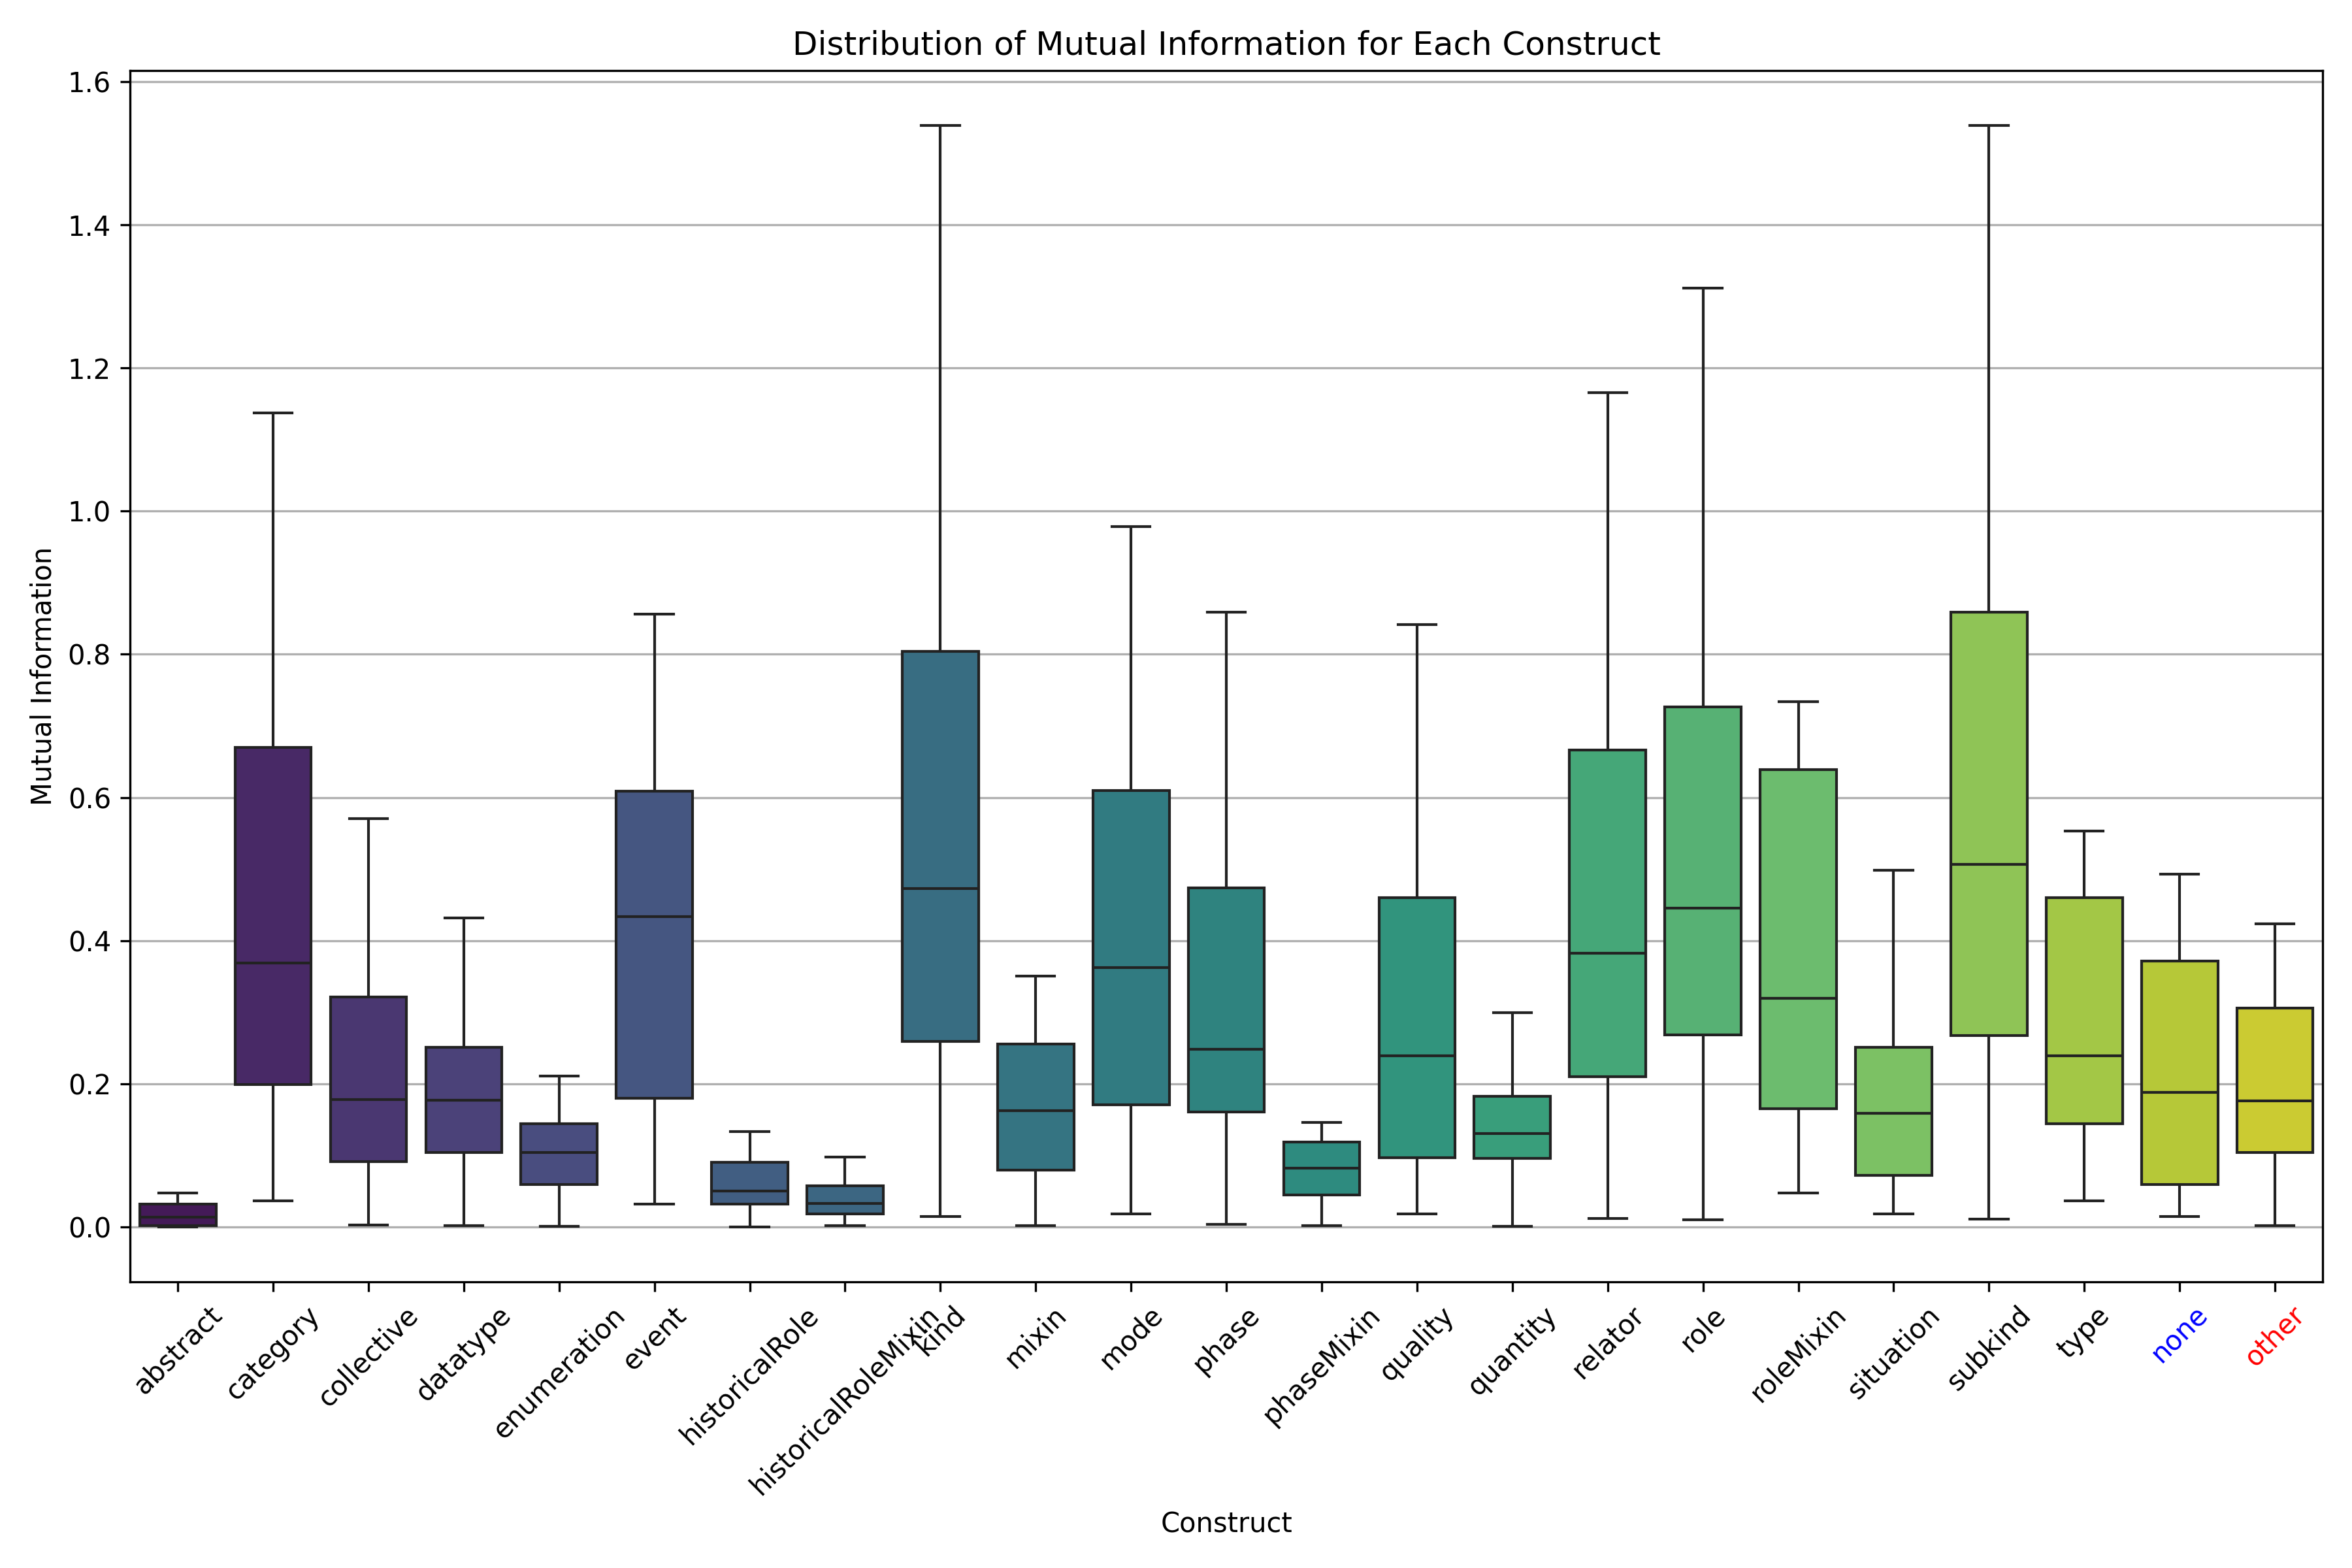 Distribution of Mutual Information for Each Construct
Mutual Information
1.6
1.4
1.2
1.0
0.8
0.6
0.4
0.2
0.0
abstract
category
collective
datatype
enumeration
event
historicalRole
historicalRoleMixin
kind
mixin
mode
phase
phaseMixin
quality
quantity
relator
role
roleMixin
situation
subkind
type
none
other
Construct